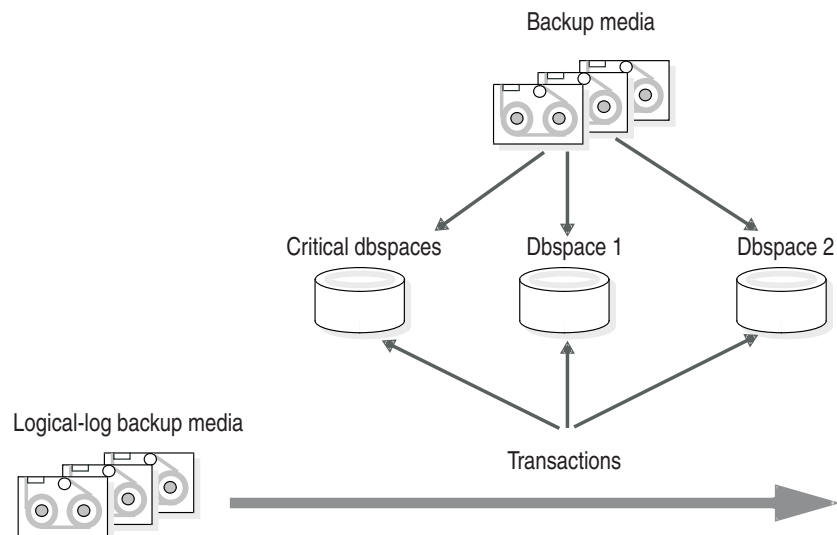 Backup media
Critical dbspaces
Dbspace 1
Dbspace 2
Logical-log backup media
Transactions